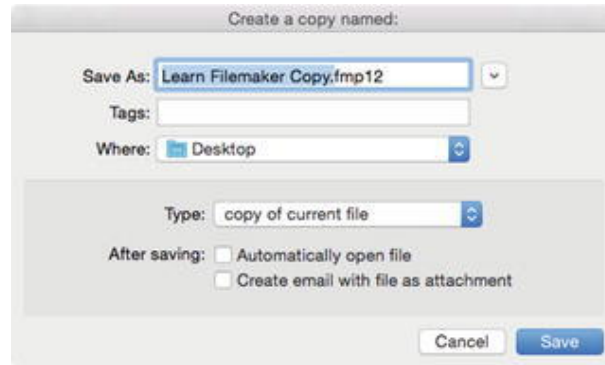 Create a copy named:
Save As: Learn Filemaker Copy.fmp12
Tags:
Where: Desktop
Type: copy of current file
After saving: Automatically open file
Create email with file as attachment
Cancel Save